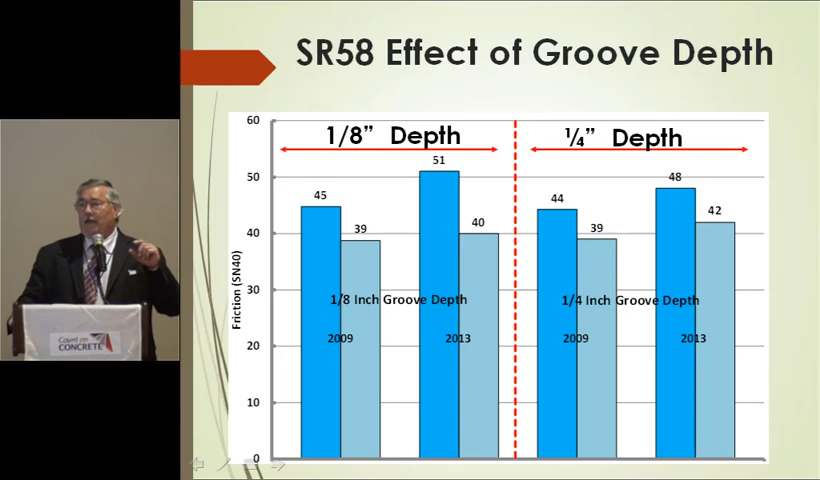 SR58 Effect of Groove Depth
1/8” Depth
¼” Depth
60
50
40
30
20
10
0
Friction (SN40)
45
39
51
40
44
39
48
42
1/8 Inch Groove Depth
1/4 Inch Groove Depth
2009
2013
2009
2013
Count on
CONCRETE